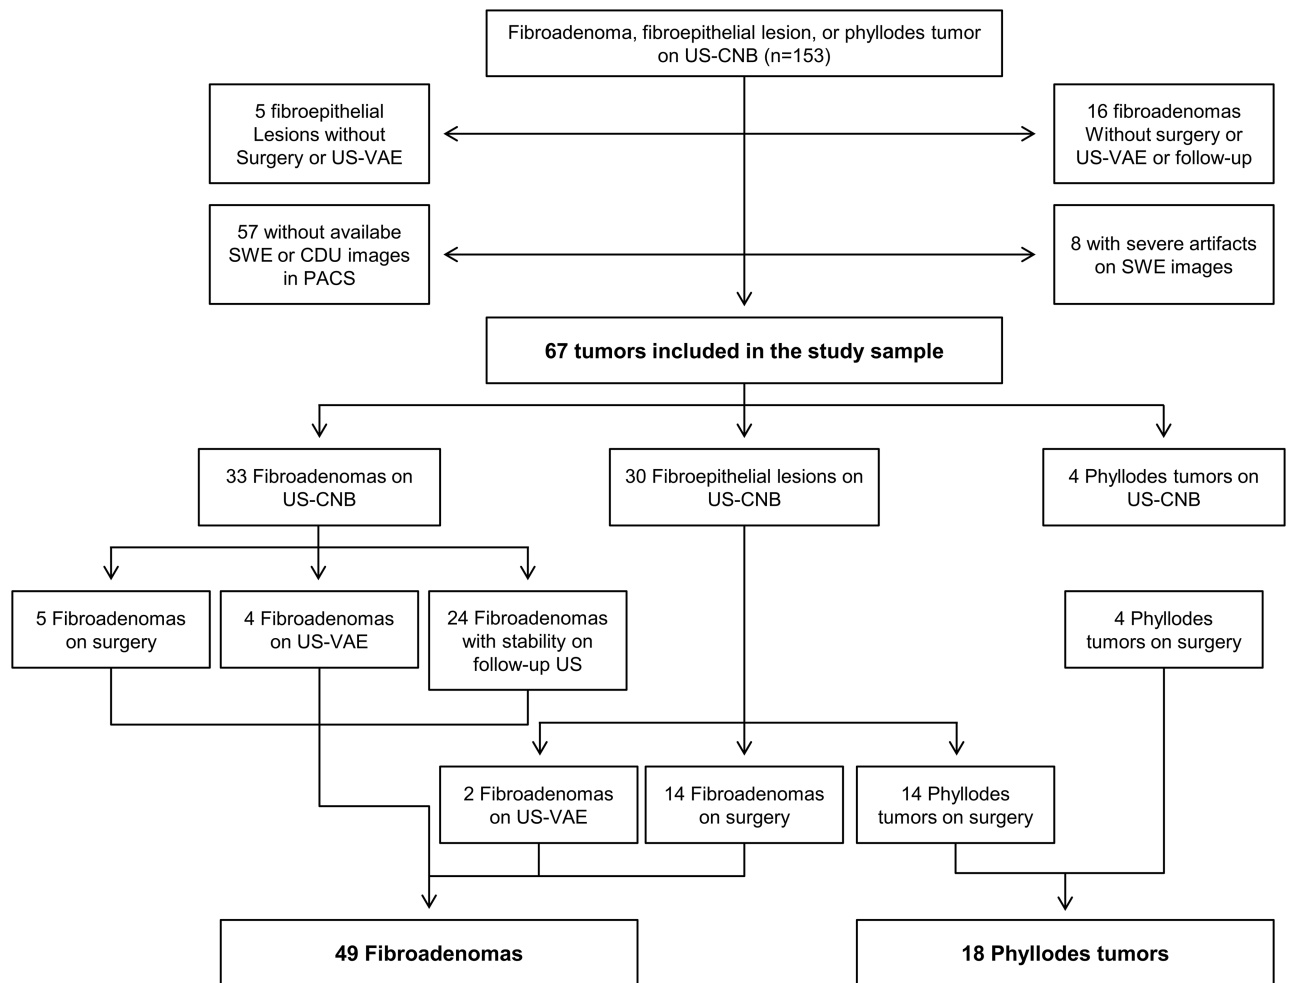 Fibroadenoma, fibroepithelial lesion, or phyllodes tumor
on US-CNB (n=153)
5 fibroepithelial
Lesions without
Surgery or US-VAE
16 fibroadenomas
Without surgery or
US-VAE or follow-up
57 without availabe
SWE or CDU images
in PACS
8 with severe artifacts
on SWE images
67 tumors included in the study sample
33 Fibroadenomas on
US-CNB
30 Fibroepithelial lesions on
US-CNB
4 Phyllodes tumors on
US-CNB
5 Fibroadenomas
on surgery
4 Fibroadenomas
on US-VAE
24 Fibroadenomas
with stability on
follow-up US
4 Phyllodes
tumors on surgery
2 Fibroadenomas
on US-VAE
14 Fibroadenomas
on surgery
14 Phyllodes
tumors on surgery
49 Fibroadenomas
18 Phyllodes tumors